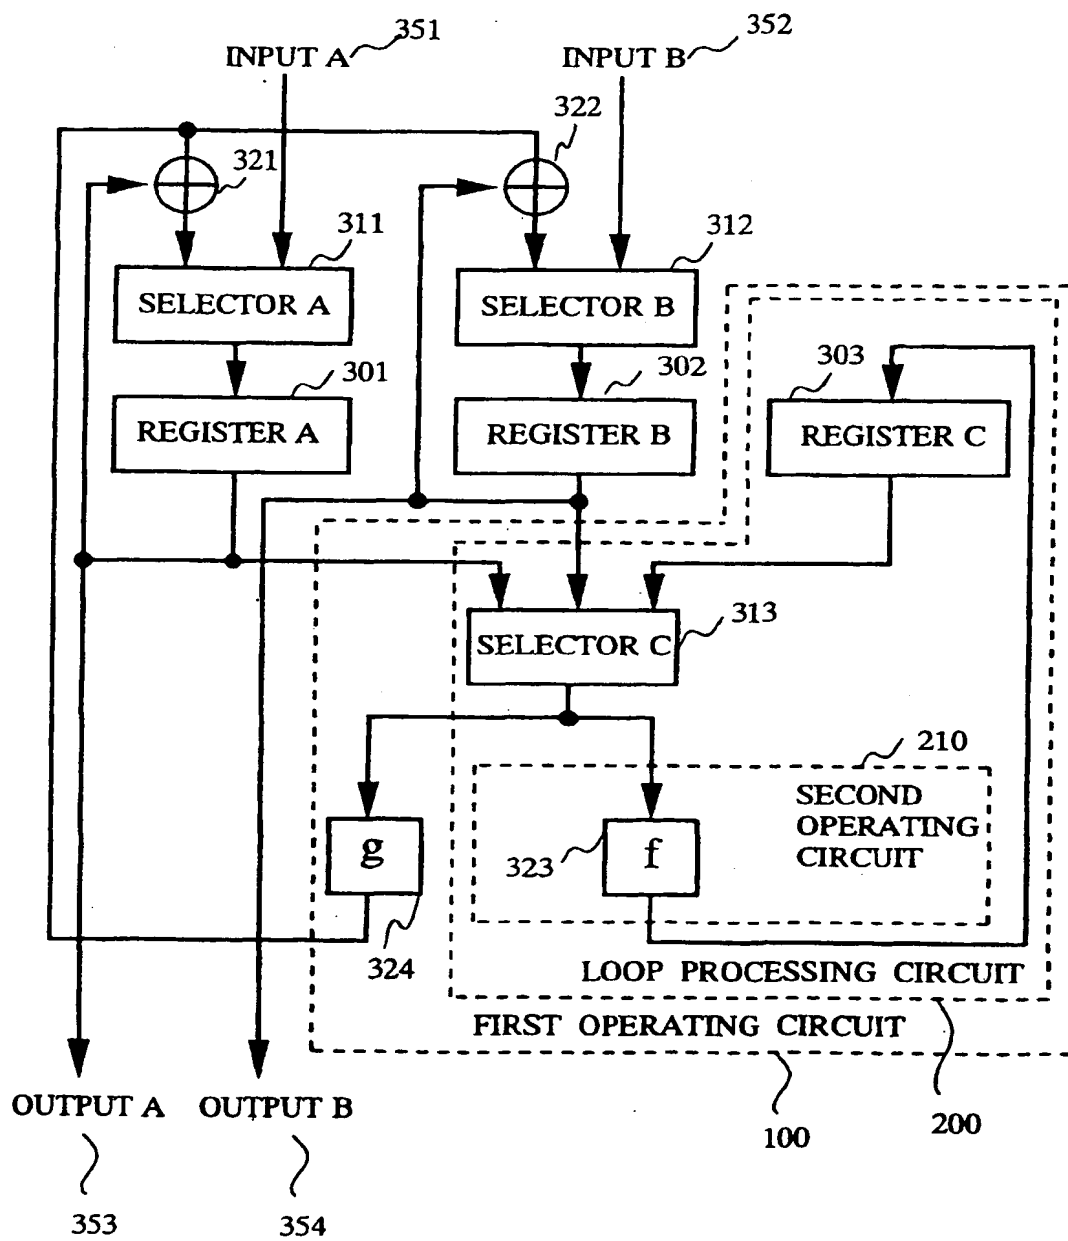 351
352
INPUT A
INPUT B
322
321
311
312
SELECTOR A
SELECTOR B
301
302
303
REGISTER A
REGISTER B
REGISTER C
313
SELECTOR C
210
SECOND
OPERATING
CIRCUIT
g
323
f
324
LOOP PROCESSING CIRCUIT
FIRST OPERATING CIRCUIT
OUTPUT A
OUTPUT B
100
200
353
354